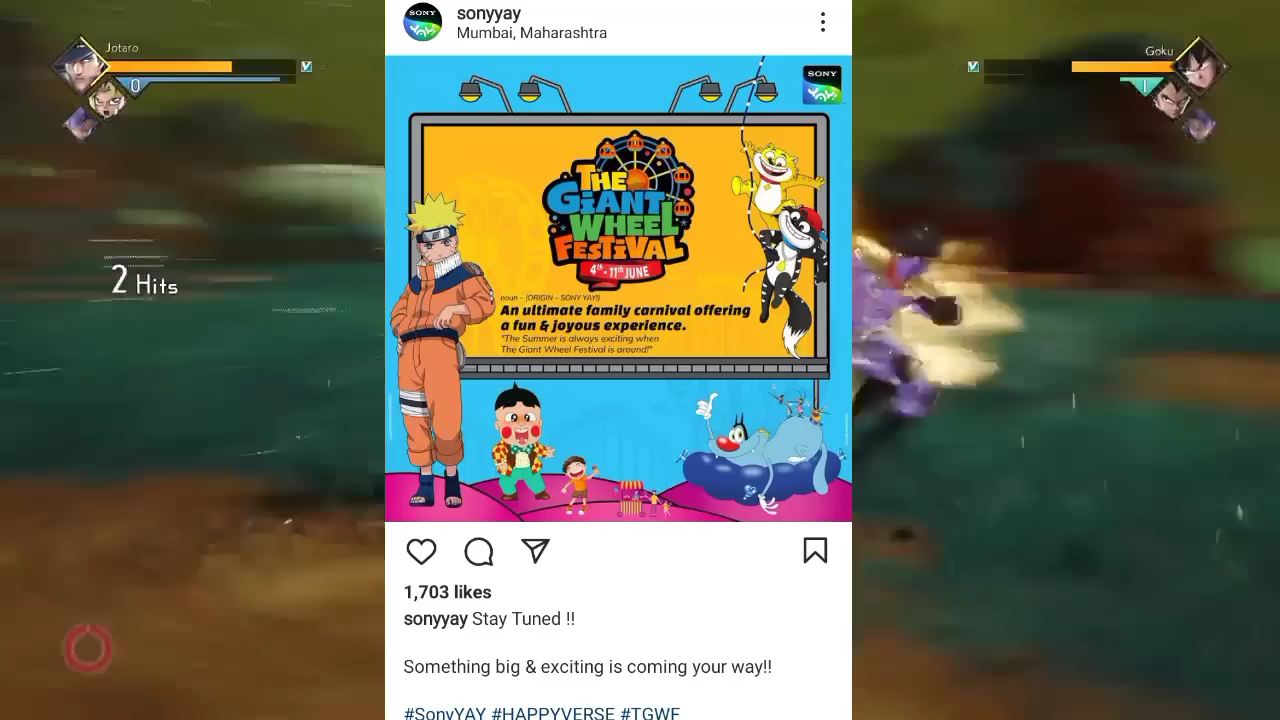 sonyyay
Mumbai, Maharashtra
Jotaro
0
2 Hits
Goku
1
SONY
YAY!
SONY
YAY!
THE
GIANT
WHEEL
FESTIVAL
4th - 11th JUNE
noun – [ORIGIN – SONY YAY!]
An ultimate family carnival offering
a fun & joyous experience.
"The Summer is always exciting when
The Giant Wheel Festival is around!"
1,703 likes
sonyyay Stay Tuned !!
Something big & exciting is coming your way!!
#SonyYAY #HAPPYVERSE #TGWF